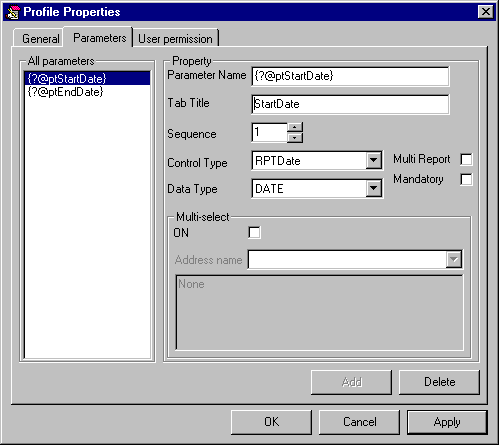 Profile Properties
General Parameters User permission
All parameters
{?@ptStartDate}
{?@ptEndDate}
Property
Parameter Name {?@ptStartDate}
Tab Title StartDate
Sequence 1
Control Type RPTDate Multi Report
Data Type DATE Mandatory
Multi-select
ON
Address name
None
Add Delete
OK Cancel Apply